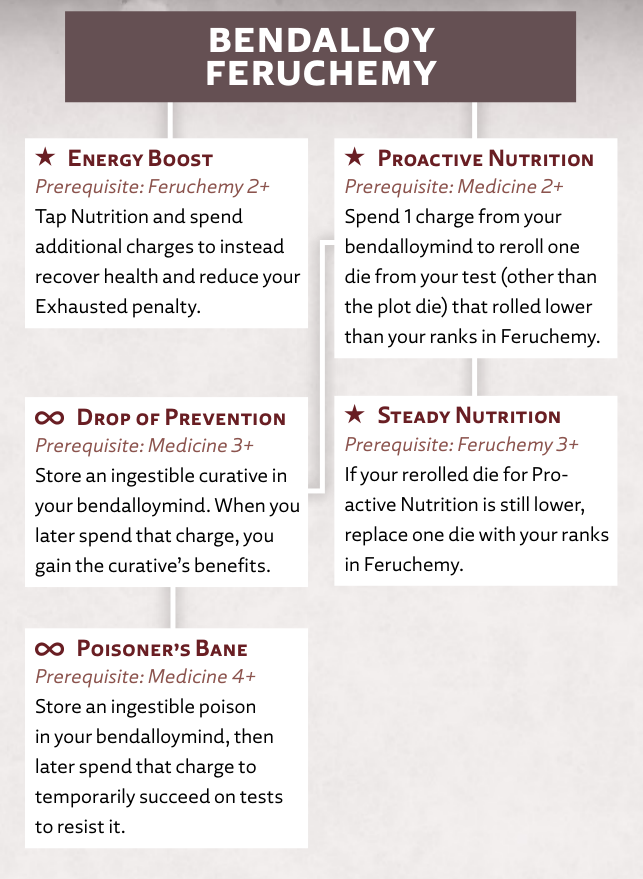 BENDALLOY
FERUCHEMY
★ ENERGY BOOST
Prerequisite: Feruchemy 2+
Tap Nutrition and spend
additional charges to instead
recover health and reduce your
Exhausted penalty.
★ PROACTIVE NUTRITION
Prerequisite: Medicine 2+
Spend 1 charge from your
bendalloymind to reroll one
die from your test (other than
the plot die) that rolled lower
than your ranks in Feruchemy.
∞ DROP OF PREVENTION
Prerequisite: Medicine 3+
Store an ingestible curative in
your bendalloymind. When you
later spend that charge, you
gain the curative’s benefits.
★ STEADY NUTRITION
Prerequisite: Feruchemy 3+
If your rerolled die for Pro-
active Nutrition is still lower,
replace one die with your ranks
in Feruchemy.
∞ POISONER’S BANE
Prerequisite: Medicine 4+
Store an ingestible poison
in your bendalloymind, then
later spend that charge to
temporarily succeed on tests
to resist it.